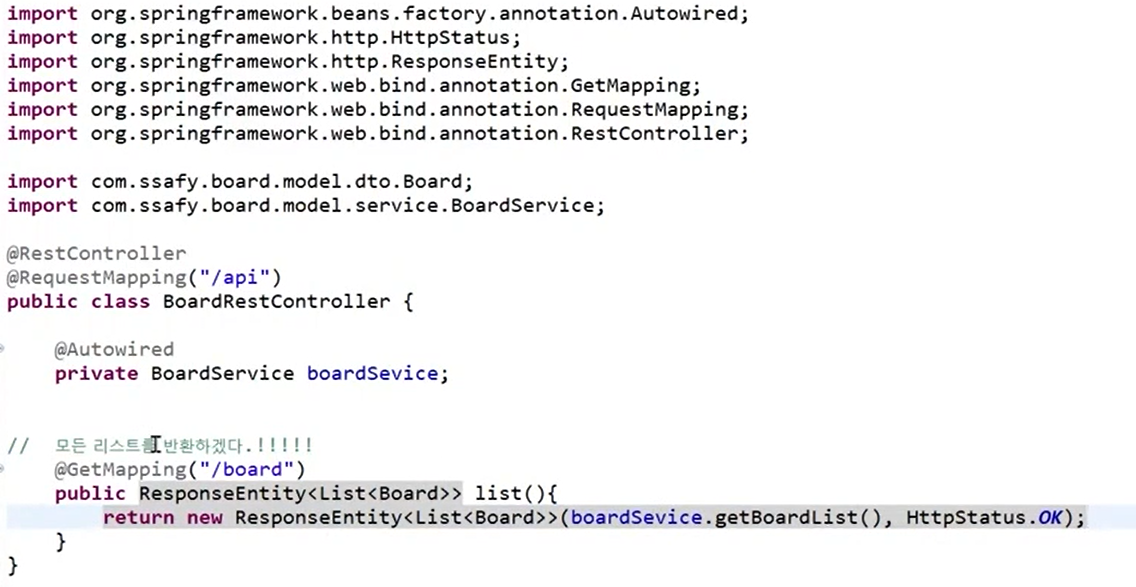 import org.springframework.beans.factory.annotation.Autowired;
import org.springframework.http.HttpStatus;
import org.springframework.http.ResponseEntity;
import org.springframework.web.bind.annotation.GetMapping;
import org.springframework.web.bind.annotation.RequestMapping;
import org.springframework.web.bind.annotation.RestController;

import com.ssafy.board.model.dto.Board;
import com.ssafy.board.model.service.BoardService;

@RestController
@RequestMapping("/api")
public class BoardRestController {

    @Autowired
    private BoardService boardSevice;

//  모든 리스트를 반환하겠다.!!!!!
    @GetMapping("/board")
    public ResponseEntity<List<Board>> list(){
        return new ResponseEntity<List<Board>>(boardSevice.getBoardList(), HttpStatus.OK);
    }
}